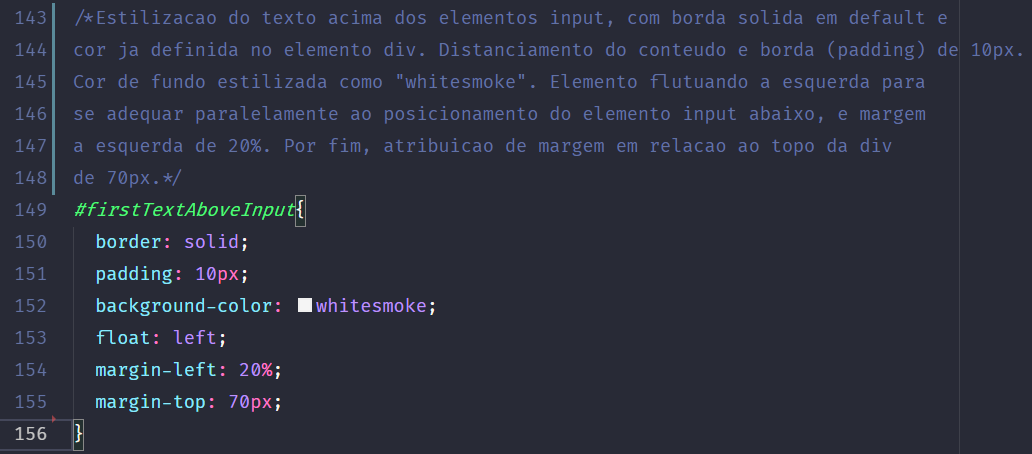 143 /*Estilizacao do texto acima dos elementos input, com borda solida em default e
144 cor ja definida no elemento div. Distanciamento do conteudo e borda (padding) de 10px.
145 Cor de fundo estilizada como "whitesmoke". Elemento flutuando a esquerda para
146 se adequar paralelamente ao posicionamento do elemento input abaixo, e margem
147 a esquerda de 20%. Por fim, atribuicao de margem em relacao ao topo da div
148 de 70px.*/
149 #firstTextAboveInput{
150 border: solid;
151 padding: 10px;
152 background-color: whitesmoke;
153 float: left;
154 margin-left: 20%;
155 margin-top: 70px;
156 }